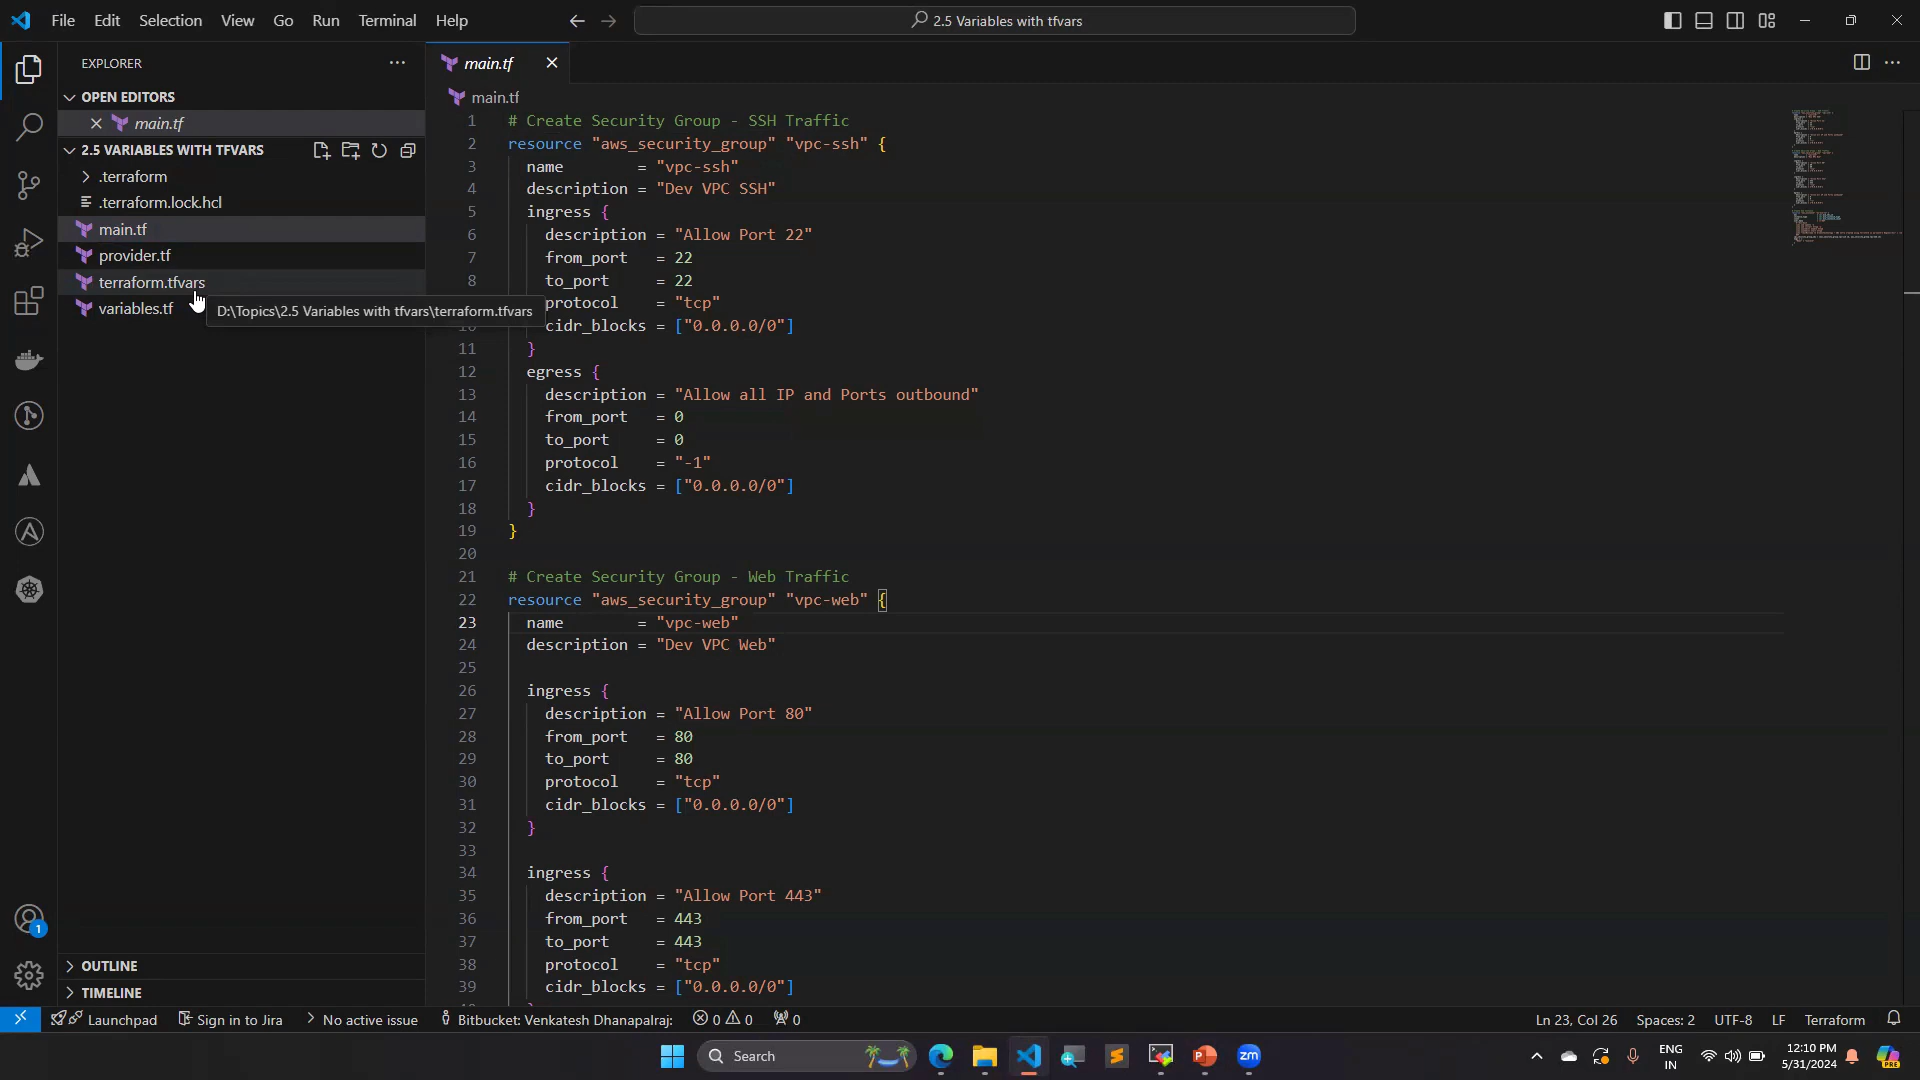 File Edit Selection View Go Run Terminal Help
2.5 Variables with tfvars
EXPLORER
OPEN EDITORS
main.tf
2.5 VARIABLES WITH TFVARS
.terraform
.terraform.lock.hcl
main.tf
provider.tf
terraform.tfvars
variables.tf
D:\Topics\2.5 Variables with tfvars\terraform.tfvars
OUTLINE
TIMELINE
main.tf
main.tf
1 # Create Security Group - SSH Traffic
2 resource "aws_security_group" "vpc-ssh" {
3 name = "vpc-ssh"
4 description = "Dev VPC SSH"
5 ingress {
6 description = "Allow Port 22"
7 from_port = 22
8 to_port = 22
protocol = "tcp"
cidr_blocks = ["0.0.0.0/0"]
11 }
12 egress {
13 description = "Allow all IP and Ports outbound"
14 from_port = 0
15 to_port = 0
16 protocol = "-1"
17 cidr_blocks = ["0.0.0.0/0"]
18 }
19 }
20
21 # Create Security Group - Web Traffic
22 resource "aws_security_group" "vpc-web" {
23 name = "vpc-web"
24 description = "Dev VPC Web"
25
26 ingress {
27 description = "Allow Port 80"
28 from_port = 80
29 to_port = 80
30 protocol = "tcp"
31 cidr_blocks = ["0.0.0.0/0"]
32 }
33
34 ingress {
35 description = "Allow Port 443"
36 from_port = 443
37 to_port = 443
38 protocol = "tcp"
39 cidr_blocks = ["0.0.0.0/0"]
1
Launchpad Sign in to Jira No active issue Bitbucket: Venkatesh Dhanapalraj: 0 0 0 Ln 23, Col 26 Spaces: 2 UTF-8 LF Terraform
Search zm ENG IN 12:10 PM 5/31/2024 PRE